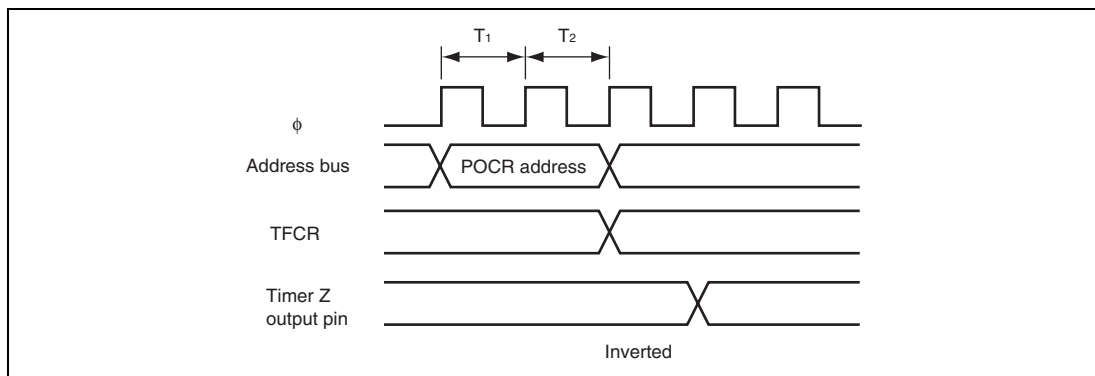 T1 T2
ϕ
Address bus POCR address
TFCR
Timer Z
output pin
Inverted